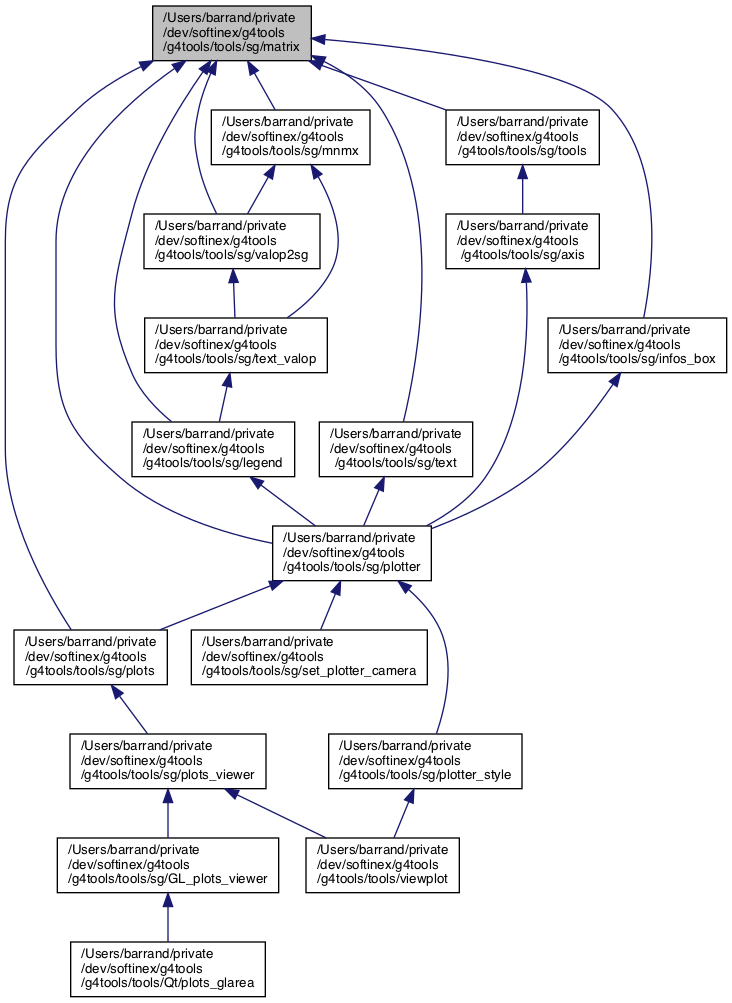 /Users/barrand/private
/dev/softinex/g4tools
/g4tools/tools/sg/matrix
/Users/barrand/private
/dev/softinex/g4tools
/g4tools/tools/sg/mnmx
/Users/barrand/private
/dev/softinex/g4tools
/g4tools/tools/sg/tools
/Users/barrand/private
/dev/softinex/g4tools
/g4tools/tools/sg/valop2sg
/Users/barrand/private
/dev/softinex/g4tools
/g4tools/tools/sg/axis
/Users/barrand/private
/dev/softinex/g4tools
/g4tools/tools/sg/text_valop
/Users/barrand/private
/dev/softinex/g4tools
/g4tools/tools/sg/infos_box
/Users/barrand/private
/dev/softinex/g4tools
/g4tools/tools/sg/legend
/Users/barrand/private
/dev/softinex/g4tools
/g4tools/tools/sg/text
/Users/barrand/private
/dev/softinex/g4tools
/g4tools/tools/sg/plotter
/Users/barrand/private
/dev/softinex/g4tools
/g4tools/tools/sg/plots
/Users/barrand/private
/dev/softinex/g4tools
/g4tools/tools/sg/set_plotter_camera
/Users/barrand/private
/dev/softinex/g4tools
/g4tools/tools/sg/plots_viewer
/Users/barrand/private
/dev/softinex/g4tools
/g4tools/tools/sg/plotter_style
/Users/barrand/private
/dev/softinex/g4tools
/g4tools/tools/sg/GL_plots_viewer
/Users/barrand/private
/dev/softinex/g4tools
/g4tools/tools/viewplot
/Users/barrand/private
/dev/softinex/g4tools
/g4tools/tools/Qt/plots_glarea